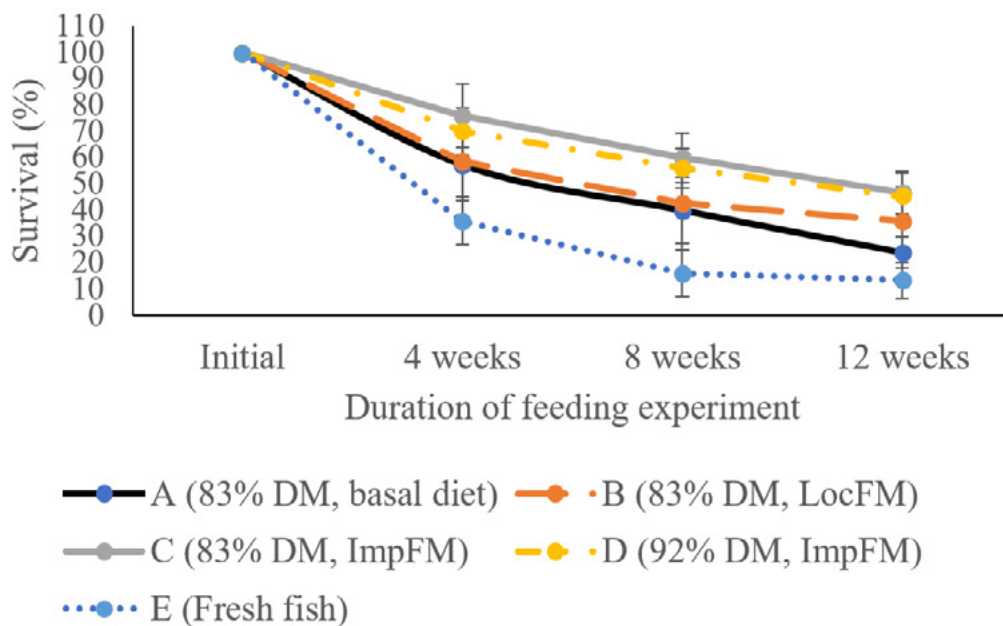 110
100
90
80
70
60
50
40
30
20
10
0
Survival (%)
Initial 4 weeks 8 weeks 12 weeks
Duration of feeding experiment
A (83% DM, basal diet) B (83% DM, LocFM)
C (83% DM, ImpFM) D (92% DM, ImpFM)
E (Fresh fish)